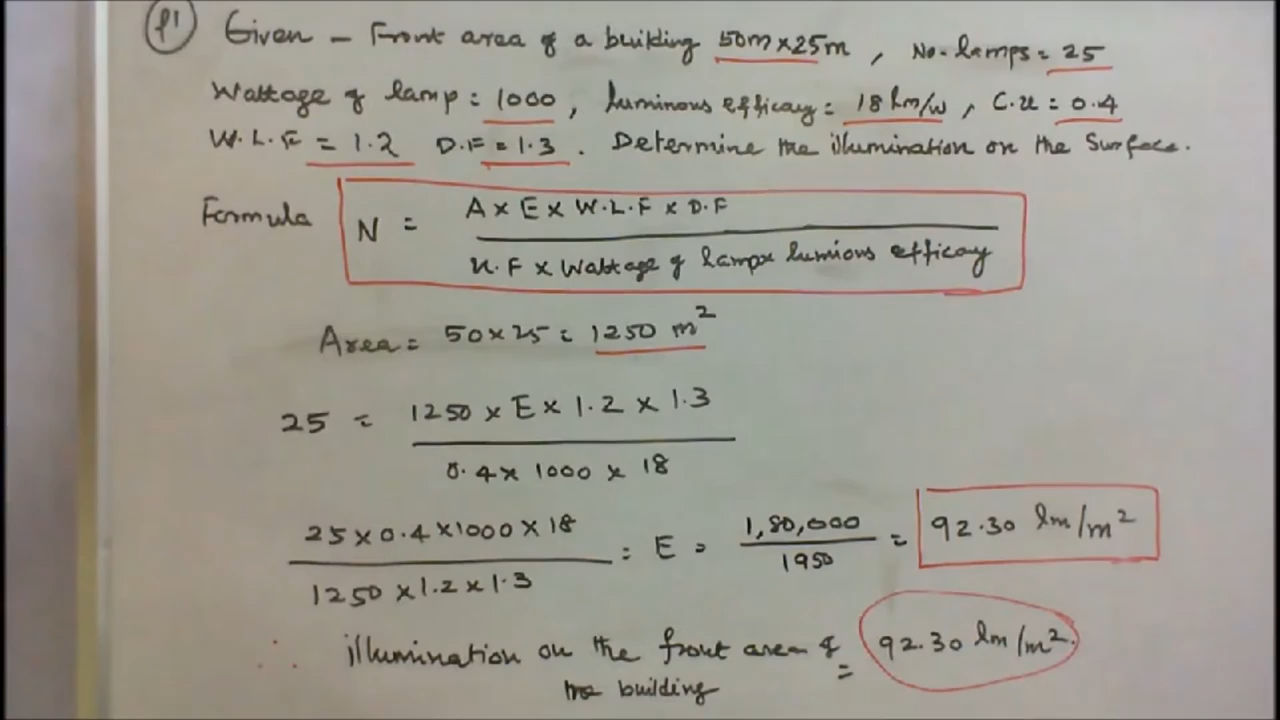 P1 Given - Front area of a building 50m×25m, No. lamps = 25
Wattage of lamp = 1000, luminous efficacy = 18 lm/w, C.U = 0.4
W.L.F = 1.2 D.F = 1.3. Determine the illumination on the Surface.
Formula N = A × E × W.L.F × D.F
U.F × Wattage of lamp× lumious efficay
Area = 50×25 = 1250 m²
25 = 1250 × E × 1.2 × 1.3
0.4× 1000 × 18
25×0.4×1000×18 = E = 1,80,000 = 92.30 lm/m²
1250 ×1.2×1.3 1950
∴ illumination on the front area of = 92.30 lm/m².
the building